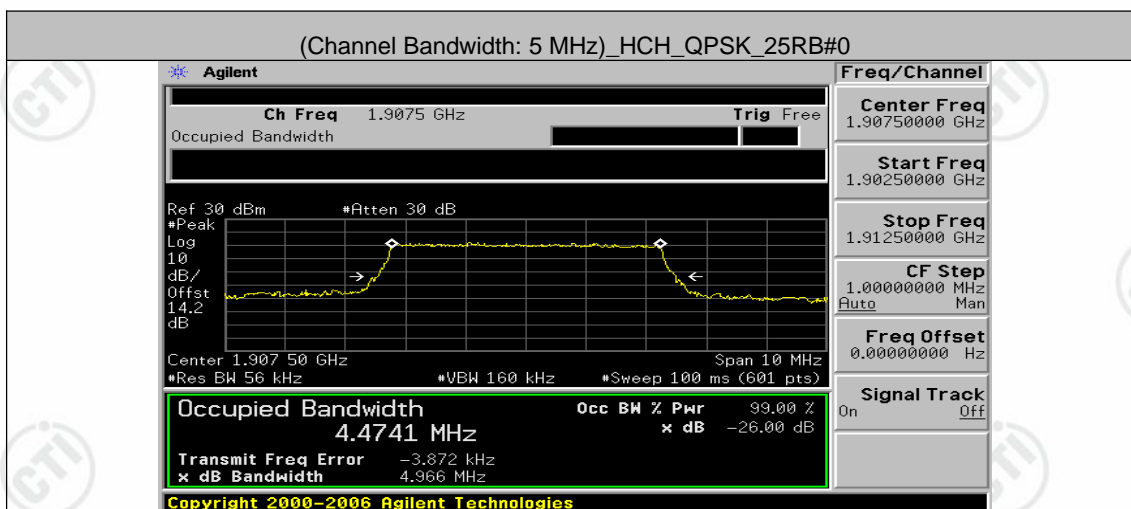 (Channel Bandwidth: 5 MHz)_HCH_QPSK_25RB#0
CTI
Agilent
Freq/Channel
Ch Freq 1.9075 GHz Trig Free
Occupied Bandwidth
Center Freq
1.90750000 GHz
Start Freq
1.90250000 GHz
Stop Freq
1.91250000 GHz
CF Step
1.00000000 MHz
Auto Man
Freq Offset
0.00000000 Hz
Signal Track
On Off
Ref 30 dBm #Atten 30 dB
#Peak
Log
10
dB/
Offst
14.2
dB
Center 1.907 50 GHz Span 10 MHz
#Res BW 56 kHz #VBW 160 kHz #Sweep 100 ms (601 pts)
Occupied Bandwidth Occ BW % Pwr 99.00 %
4.4741 MHz x dB -26.00 dB
Transmit Freq Error -3.872 kHz
x dB Bandwidth 4.966 MHz
Copyright 2000-2006 Agilent Technologies
CTI
CTI
CTI